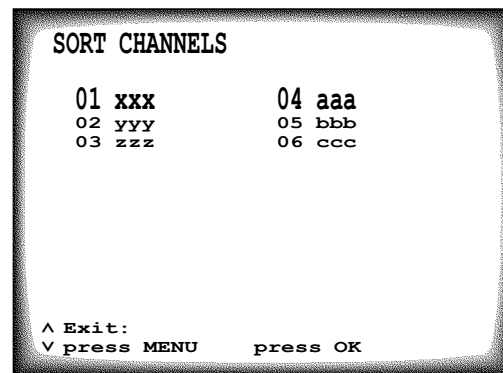 SORT CHANNELS
01 xxx 04 aaa
02 yyy 05 bbb
03 zzz 06 ccc
∧ Exit:
∨ press MENU press OK